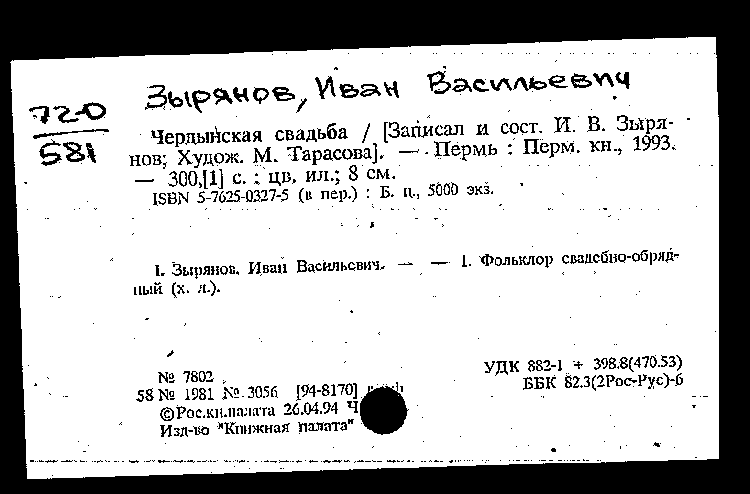 Зырянов, Иван Васильевич
72-0
581
Чердынская свадьба / [Записал и сост. И. В. Зыря-
нов; Худож. М. Тарасова]. — Пермь : Перм. кн., 1993.
— 300,[1] с. : цв. ил.; 8 см.
ISBN 5-7625-0327-5 (в пер.) : Б. ц., 5000 экз.
I. Зырянов, Иван Васильевич. — — 1. Фольклор свадебно-обряд-
ный (х. л.).
УДК 882-1 + 398.8(470.53)
ББК 82.3(2Рос-Рус)-6
№ 7802
58 № 1981 № 3056 [94-8170]
©Рос.кн.палата 26.04.94 Ч
Изд-во "Книжная палата"